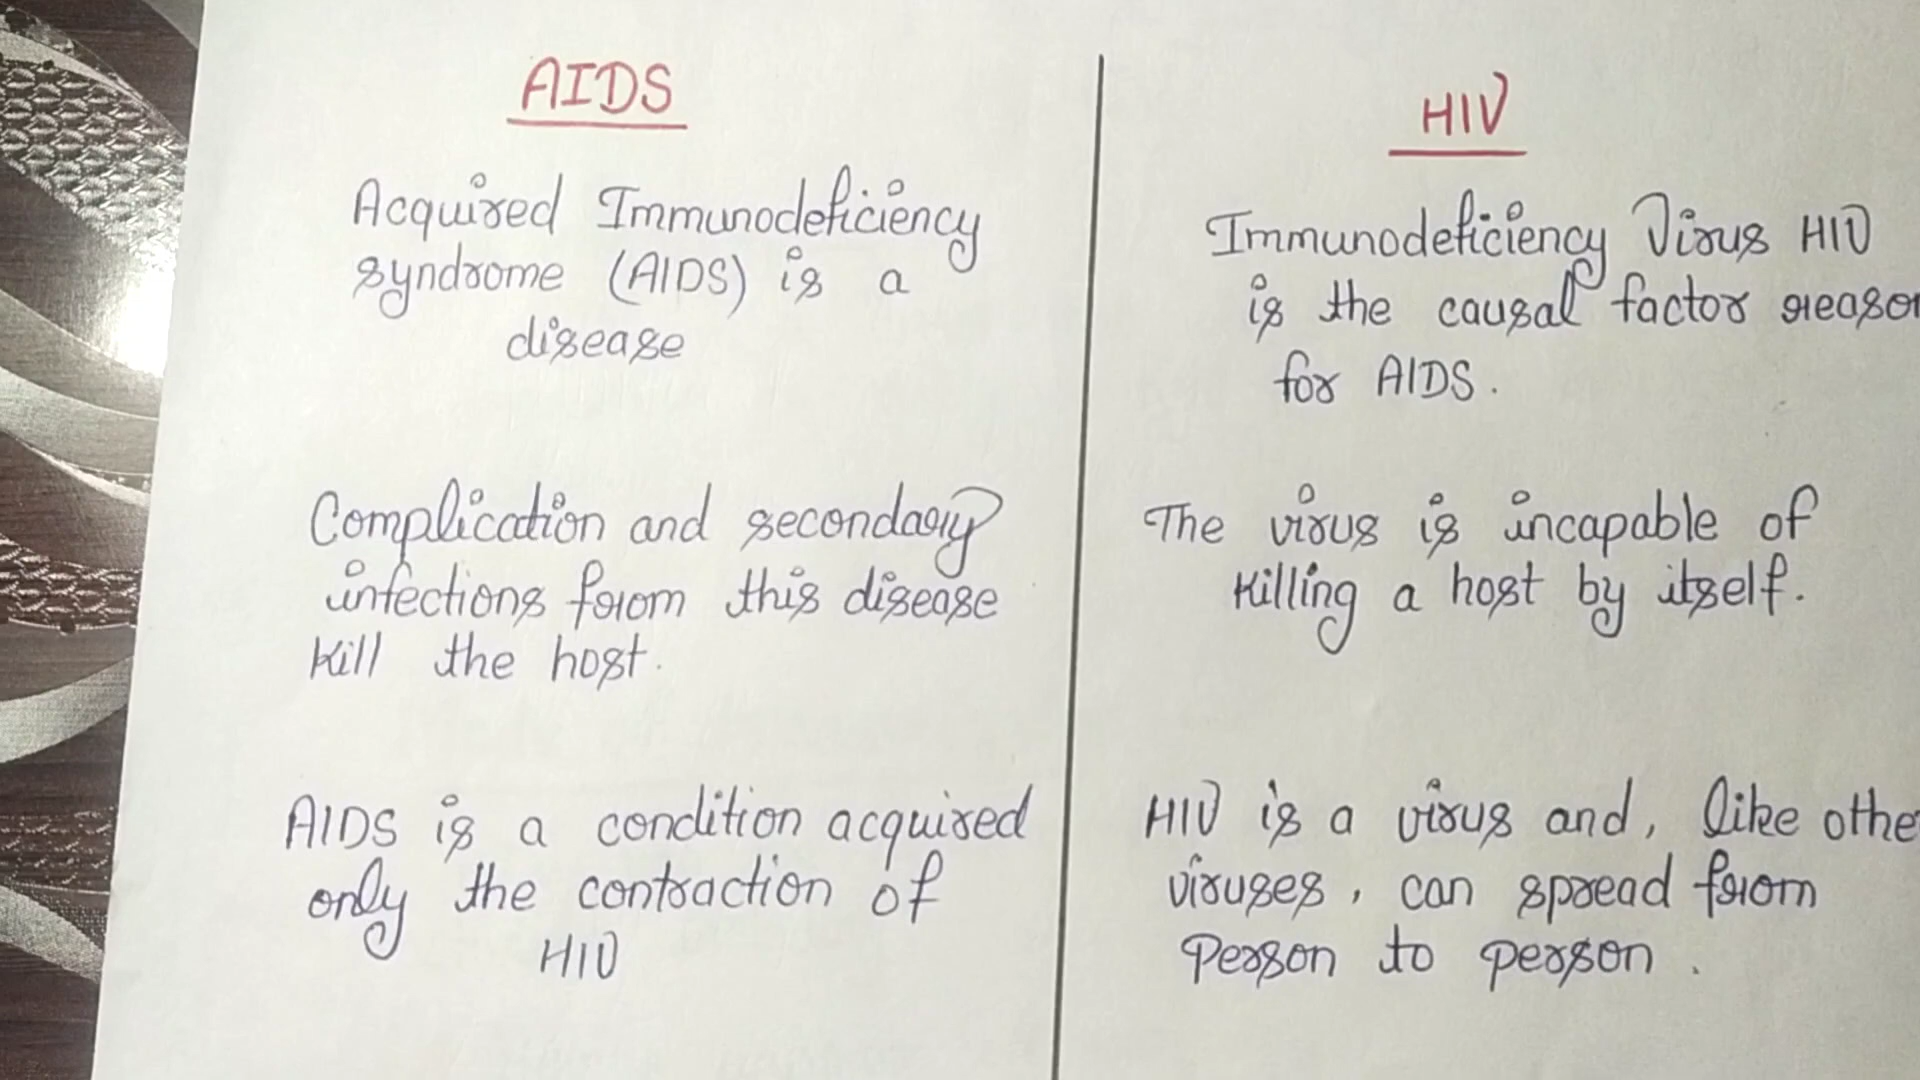 AIDS
Acquired Immunodeficiency
syndrome (AIDS) is a
disease
Complication and secondary
infections from this disease
kill the host.
AIDS is a condition acquired
only the contraction of
HIV
HIV
Immunodeficiency Virus HIV
is the causal factor reason
for AIDS.
The virus is incapable of
killing a host by itself.
HIV is a virus and, like othe
viruses, can spread from
Person to person.